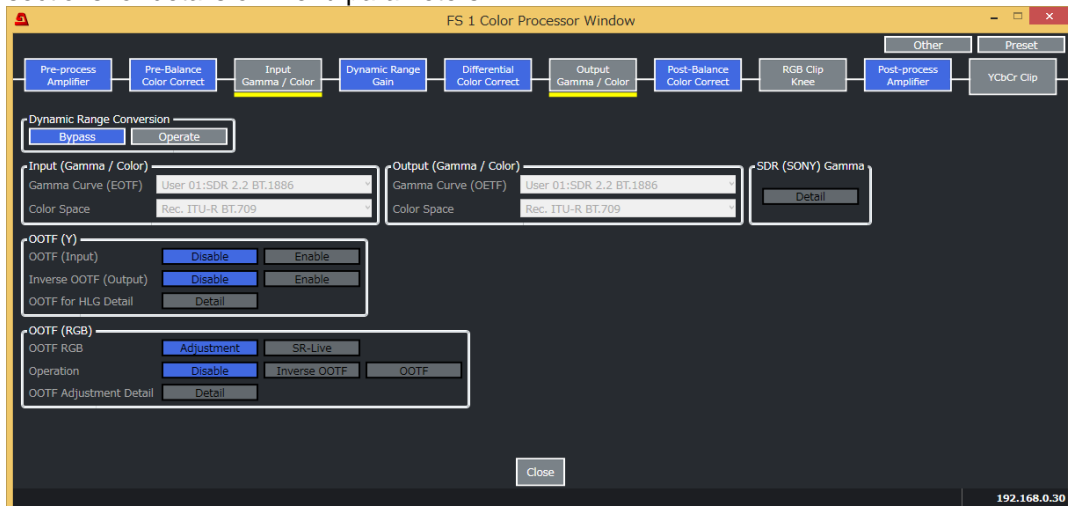 FS 1 Color Processor Window
Other Preset
Pre-process Amplifier
Pre-Balance Color Correct
Input Gamma / Color
Dynamic Range Gain
Differential Color Correct
Output Gamma / Color
Post-Balance Color Correct
RGB Clip Knee
Post-process Amplifier
YCbCr Clip
Dynamic Range Conversion
Bypass Operate
Input (Gamma / Color)
Gamma Curve (EOTF) User 01:SDR 2.2 BT.1886
Color Space Rec. ITU-R BT.709
Output (Gamma / Color)
Gamma Curve (OETF) User 01:SDR 2.2 BT.1886
Color Space Rec. ITU-R BT.709
SDR (SONY) Gamma
Detail
OOTF (Y)
OOTF (Input) Disable Enable
Inverse OOTF (Output) Disable Enable
OOTF for HLG Detail Detail
OOTF (RGB)
OOTF RGB Adjustment SR-Live
Operation Disable Inverse OOTF OOTF
OOTF Adjustment Detail Detail
Close
192.168.0.30